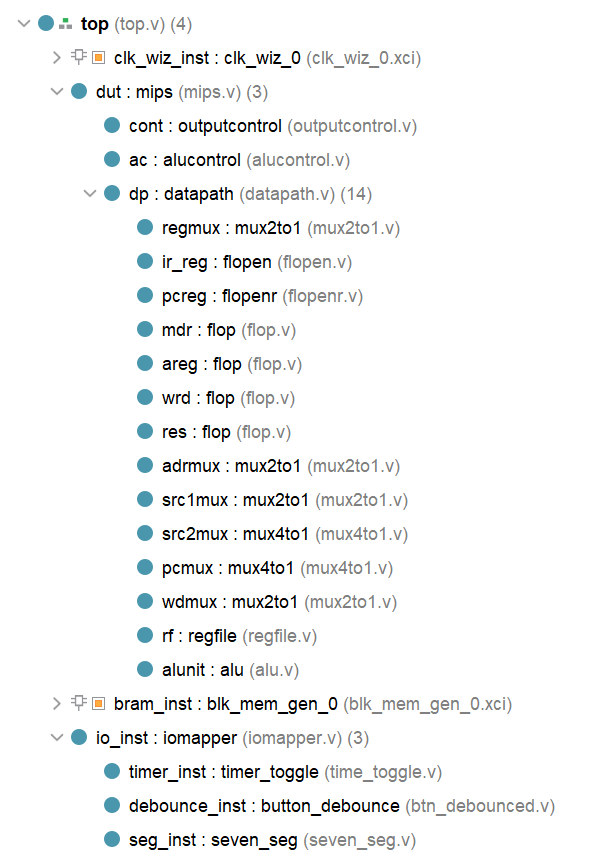 top (top.v) (4)
clk_wiz_inst : clk_wiz_0 (clk_wiz_0.xci)
dut : mips (mips.v) (3)
cont : outputcontrol (outputcontrol.v)
ac : alucontrol (alucontrol.v)
dp : datapath (datapath.v) (14)
regmux : mux2to1 (mux2to1.v)
ir_reg : flopen (flopen.v)
pcreg : flopenr (flopenr.v)
mdr : flop (flop.v)
areg : flop (flop.v)
wrd : flop (flop.v)
res : flop (flop.v)
adrmux : mux2to1 (mux2to1.v)
src1mux : mux2to1 (mux2to1.v)
src2mux : mux4to1 (mux4to1.v)
pcmux : mux4to1 (mux4to1.v)
wdmux : mux2to1 (mux2to1.v)
rf : regfile (regfile.v)
alunit : alu (alu.v)
bram_inst : blk_mem_gen_0 (blk_mem_gen_0.xci)
io_inst : iomapper (iomapper.v) (3)
timer_inst : timer_toggle (time_toggle.v)
debounce_inst : button_debounce (btn_debounced.v)
seg_inst : seven_seg (seven_seg.v)